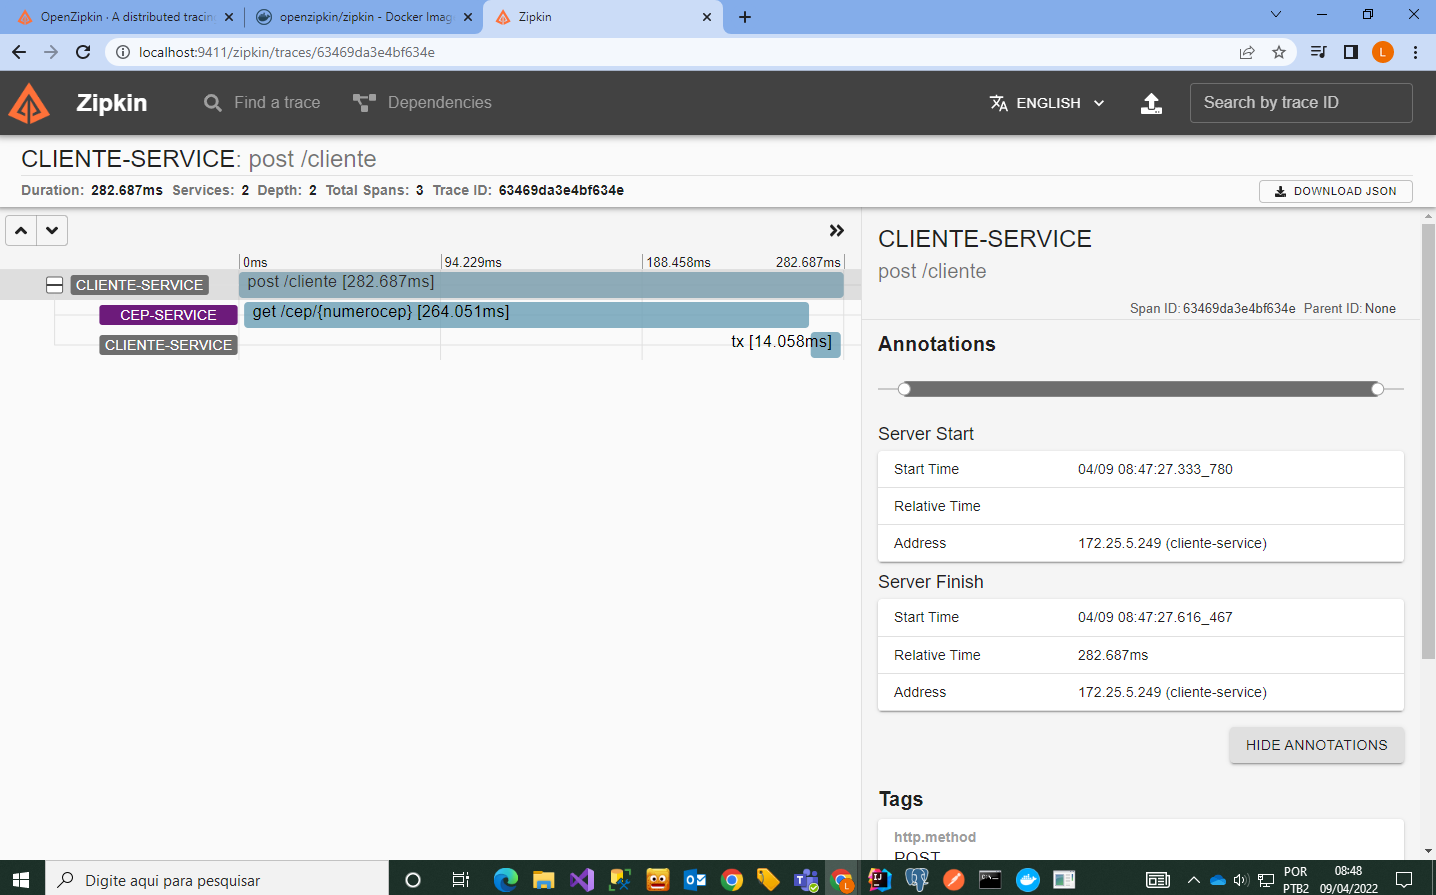 OpenZipkin · A distributed tracin
openzipkin/zipkin - Docker Imag
Zipkin
localhost:9411/zipkin/traces/63469da3e4bf634e
L
Zipkin
Find a trace
Dependencies
ENGLISH
Search by trace ID
CLIENTE-SERVICE: post /cliente
Duration: 282.687ms Services: 2 Depth: 2 Total Spans: 3 Trace ID: 63469da3e4bf634e
DOWNLOAD JSON
0ms 94.229ms 188.458ms 282.687ms
CLIENTE-SERVICE post /cliente [282.687ms]
CEP-SERVICE get /cep/{numerocep} [264.051ms]
CLIENTE-SERVICE tx [14.058ms]
CLIENTE-SERVICE
post /cliente
Span ID: 63469da3e4bf634e Parent ID: None
Annotations
Server Start
Start Time 04/09 08:47:27.333_780
Relative Time
Address 172.25.5.249 (cliente-service)
Server Finish
Start Time 04/09 08:47:27.616_467
Relative Time 282.687ms
Address 172.25.5.249 (cliente-service)
HIDE ANNOTATIONS
Tags
http.method
POST
Digite aqui para pesquisar
POR
PTB2
08:48
09/04/2022